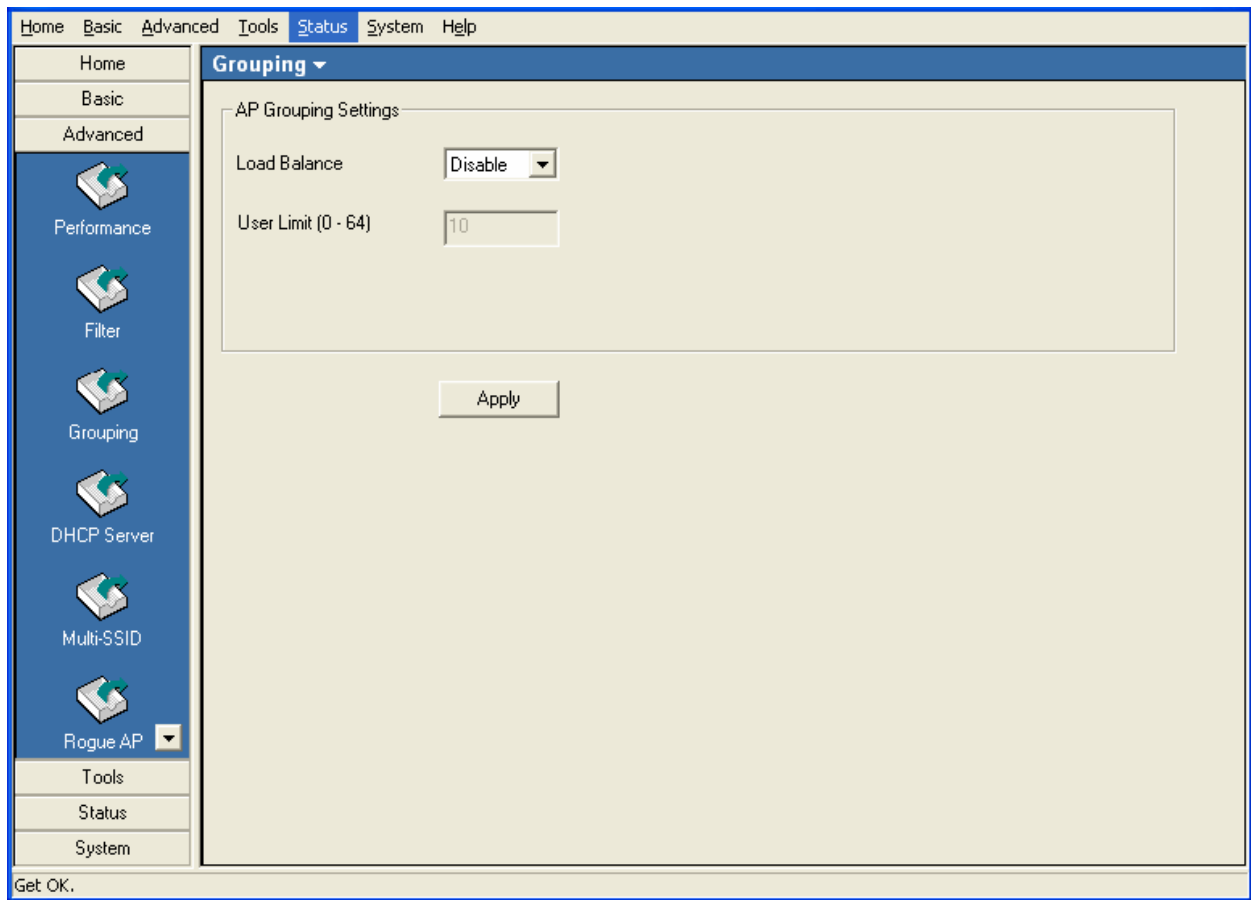 Home Basic Advanced Tools Status System Help
Home
Basic
Advanced
Performance
Filter
Grouping
DHCP Server
Multi-SSID
Rogue AP
Tools
Status
System
Grouping
AP Grouping Settings
Load Balance Disable
User Limit (0 - 64) 10
Apply
Get OK.